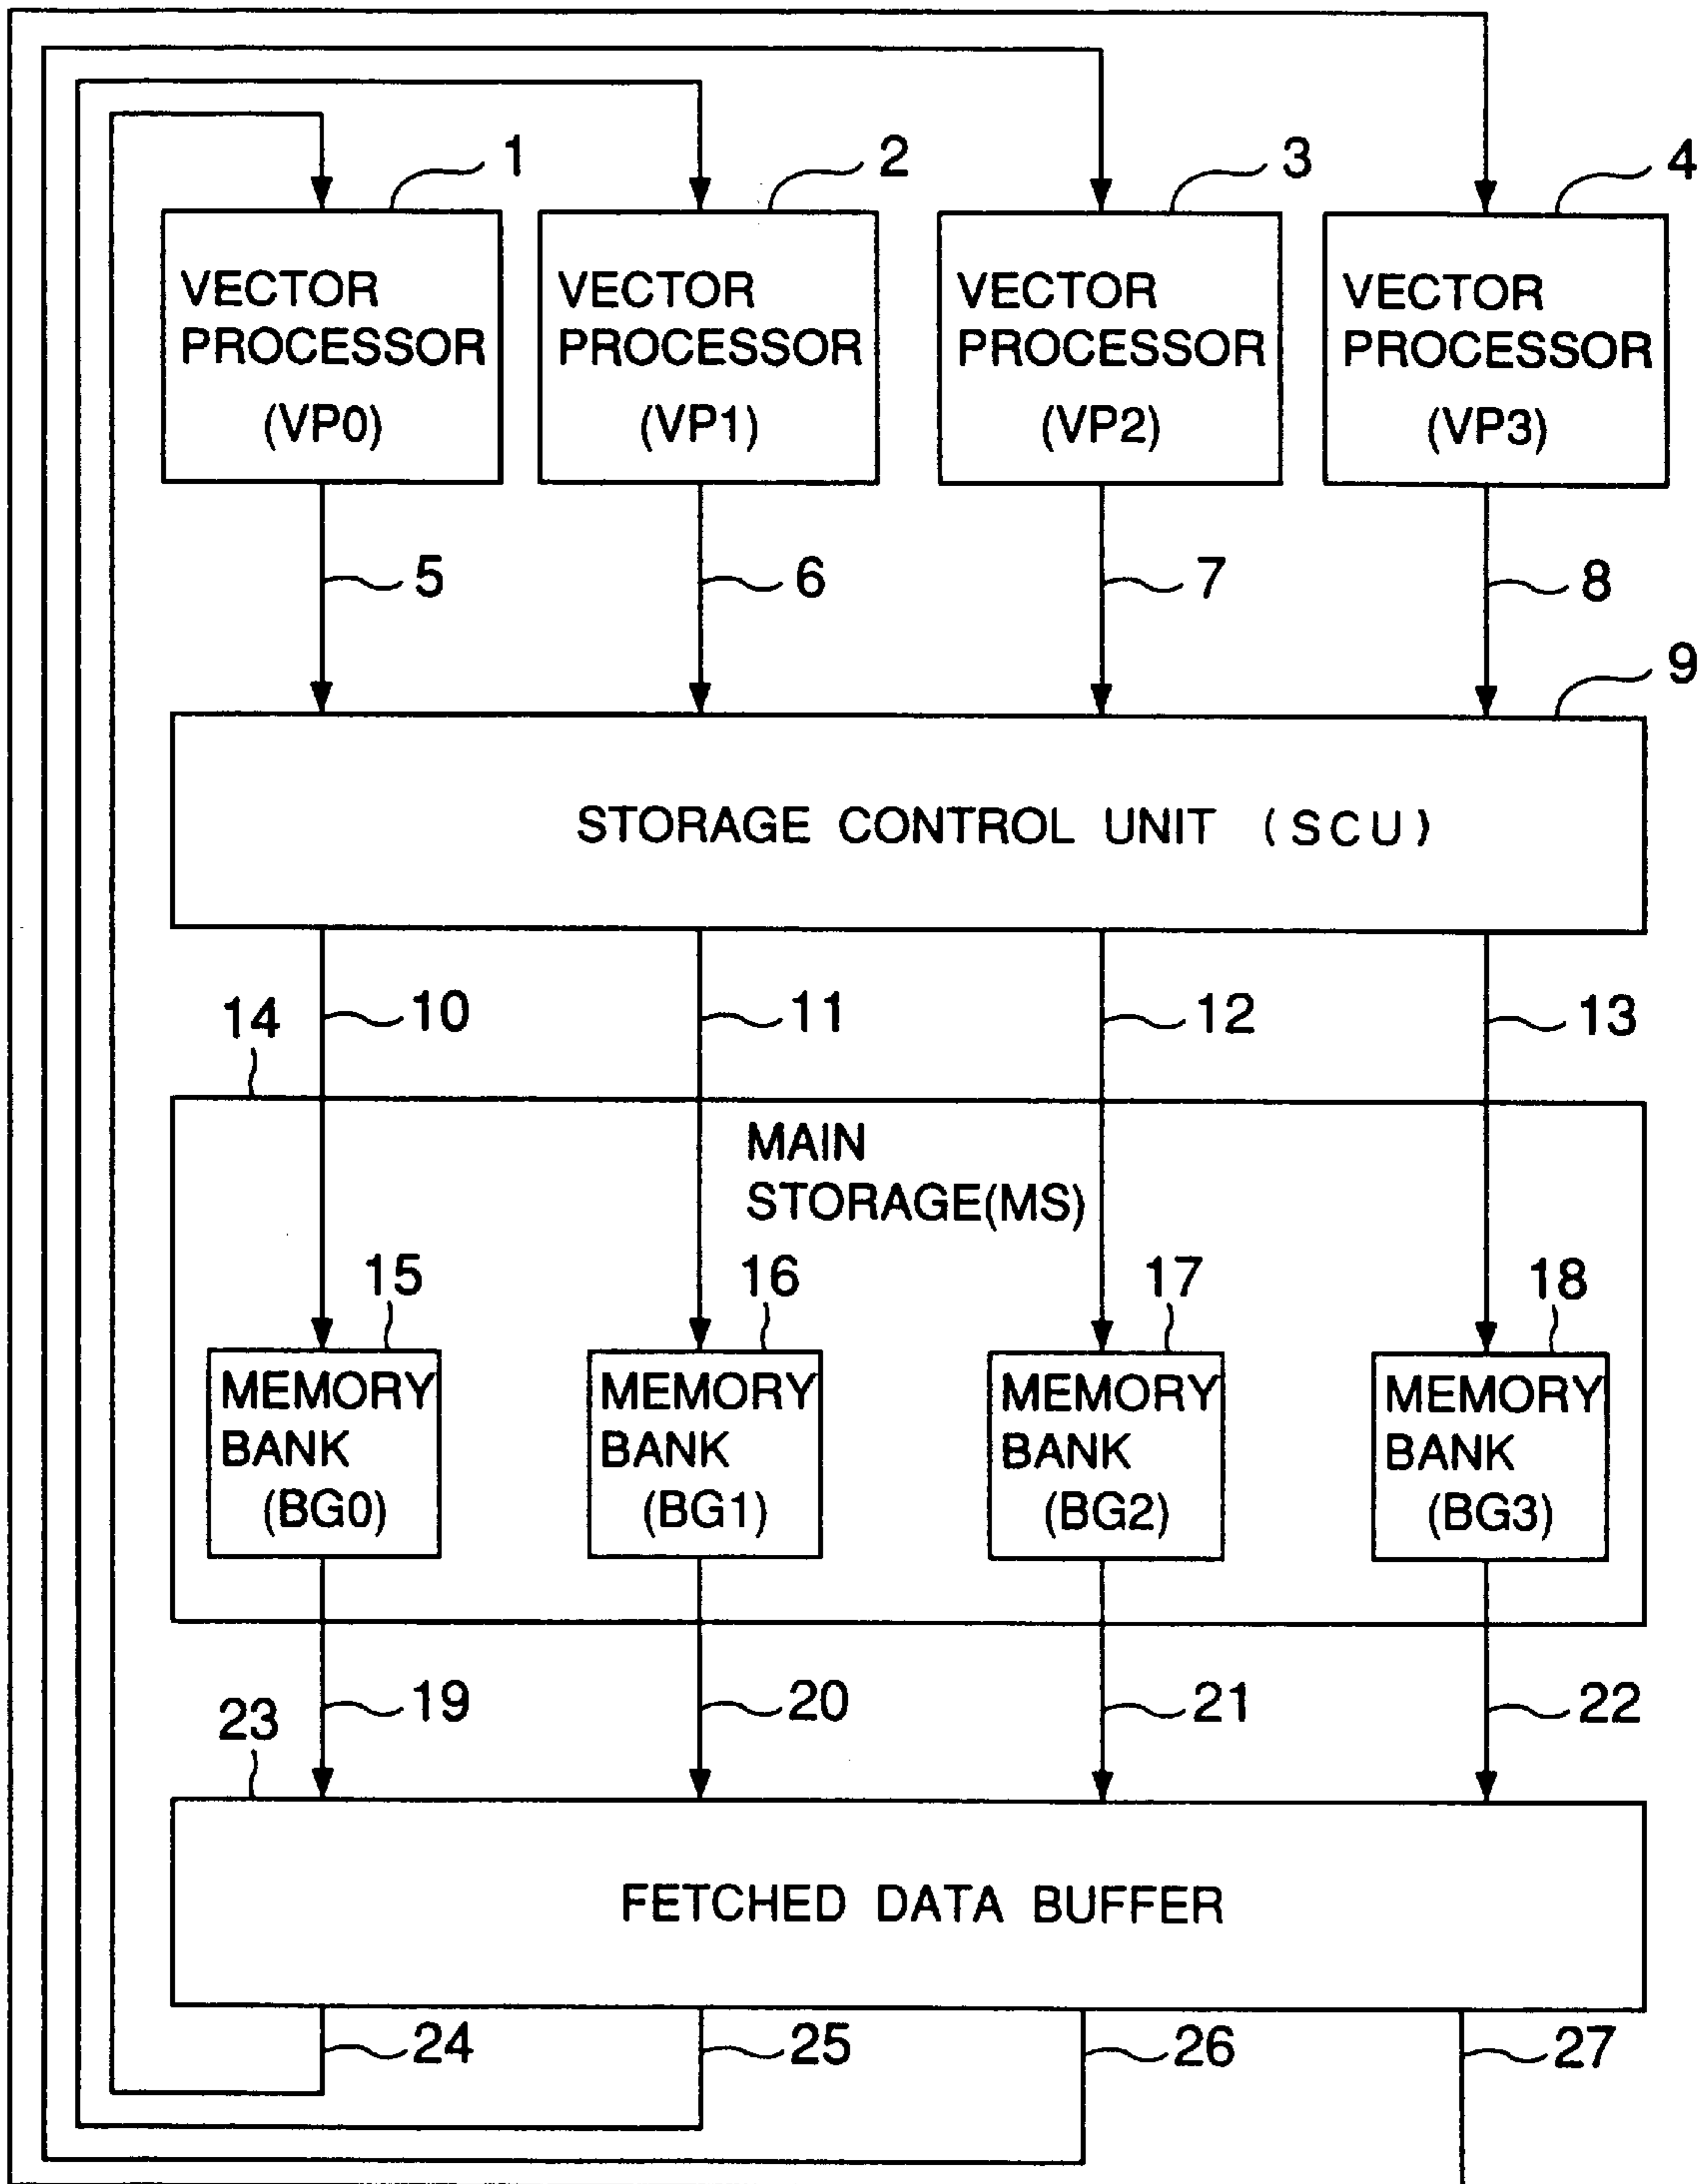 1
2
3
4
VECTOR
PROCESSOR
(VP0)
VECTOR
PROCESSOR
(VP1)
VECTOR
PROCESSOR
(VP2)
VECTOR
PROCESSOR
(VP3)
5
6
7
8
9
STORAGE CONTROL UNIT (SCU)
10
11
12
13
14
MAIN
STORAGE(MS)
15
16
17
18
MEMORY
BANK
(BG0)
MEMORY
BANK
(BG1)
MEMORY
BANK
(BG2)
MEMORY
BANK
(BG3)
19
20
21
22
23
FETCHED DATA BUFFER
24
25
26
27